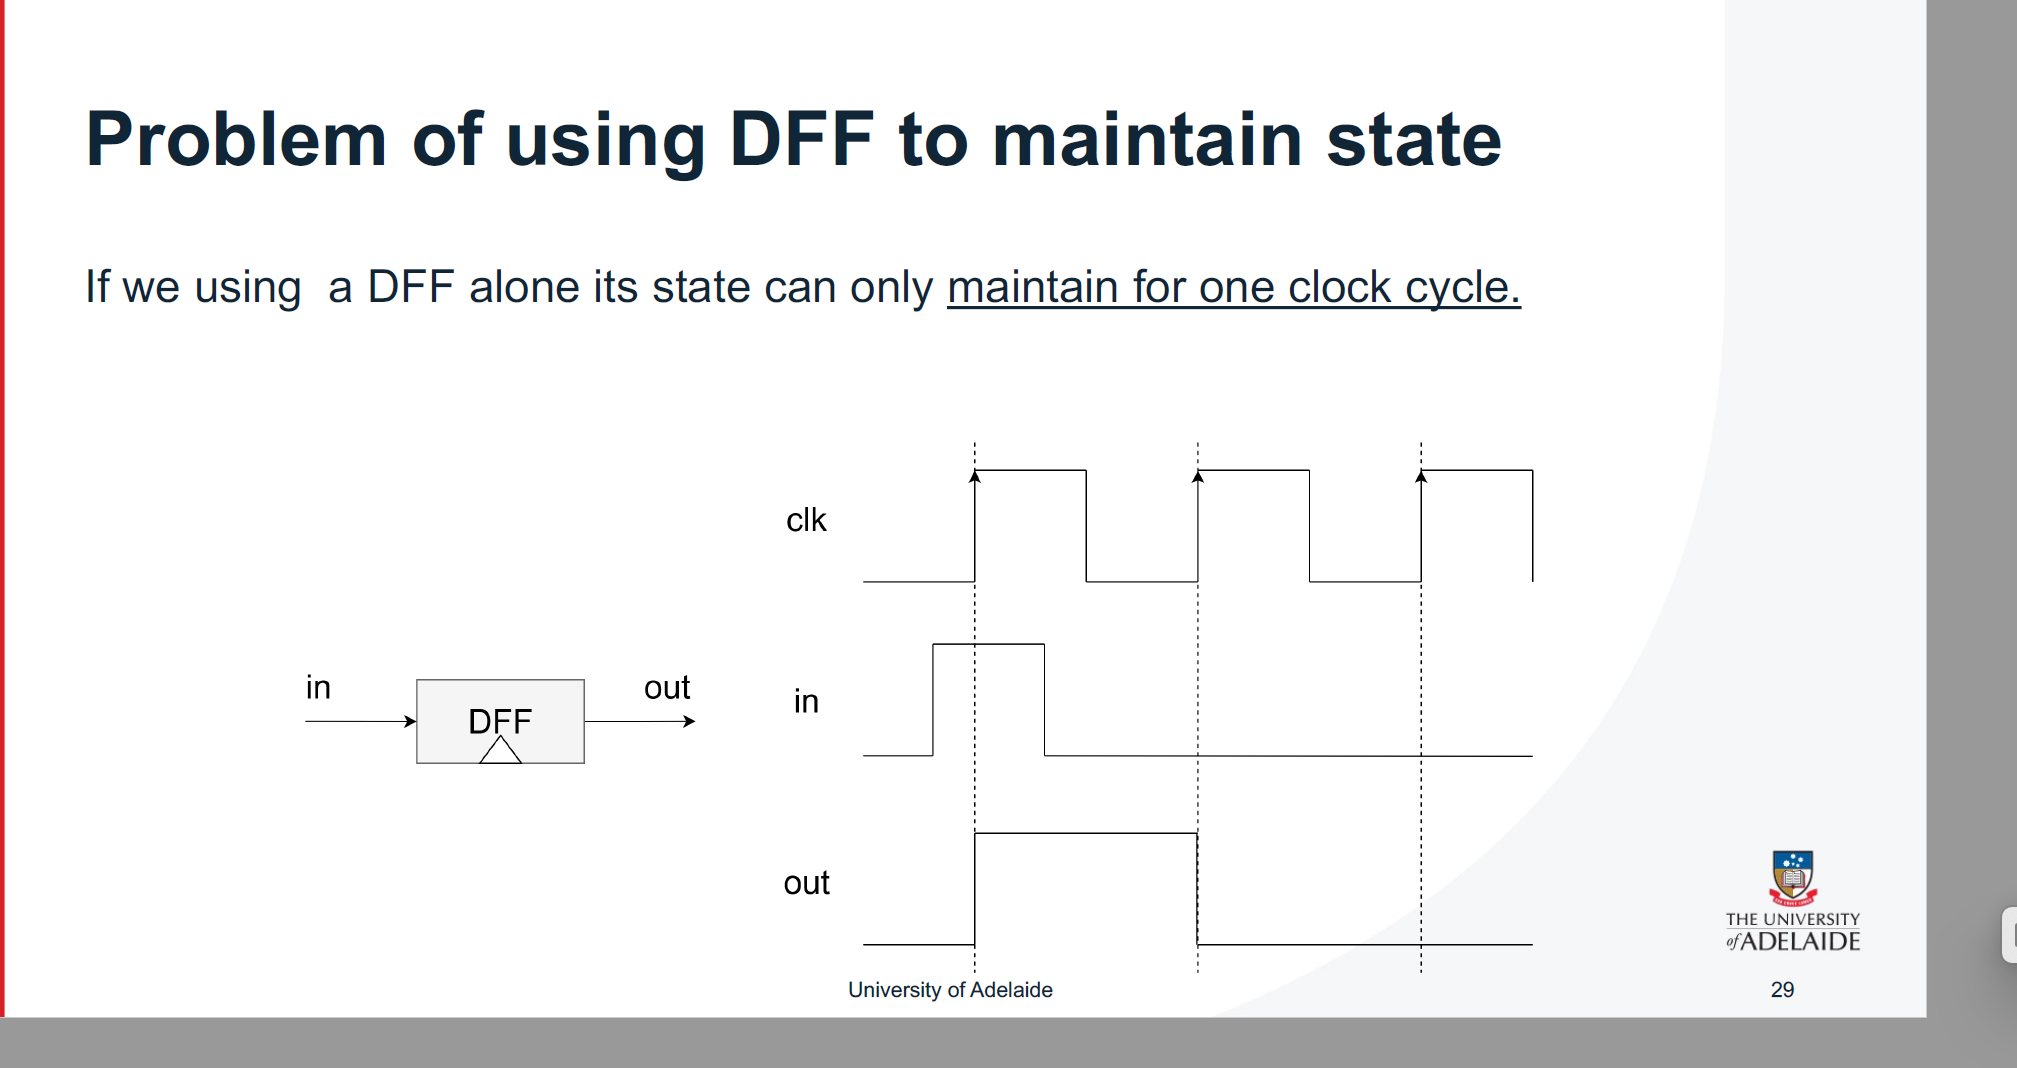 Problem of using DFF to maintain state
If we using  a DFF alone its state can only maintain for one clock cycle.
clk
in
out
DFF
in
out
THE UNIVERSITY
of ADELAIDE
University of Adelaide
29